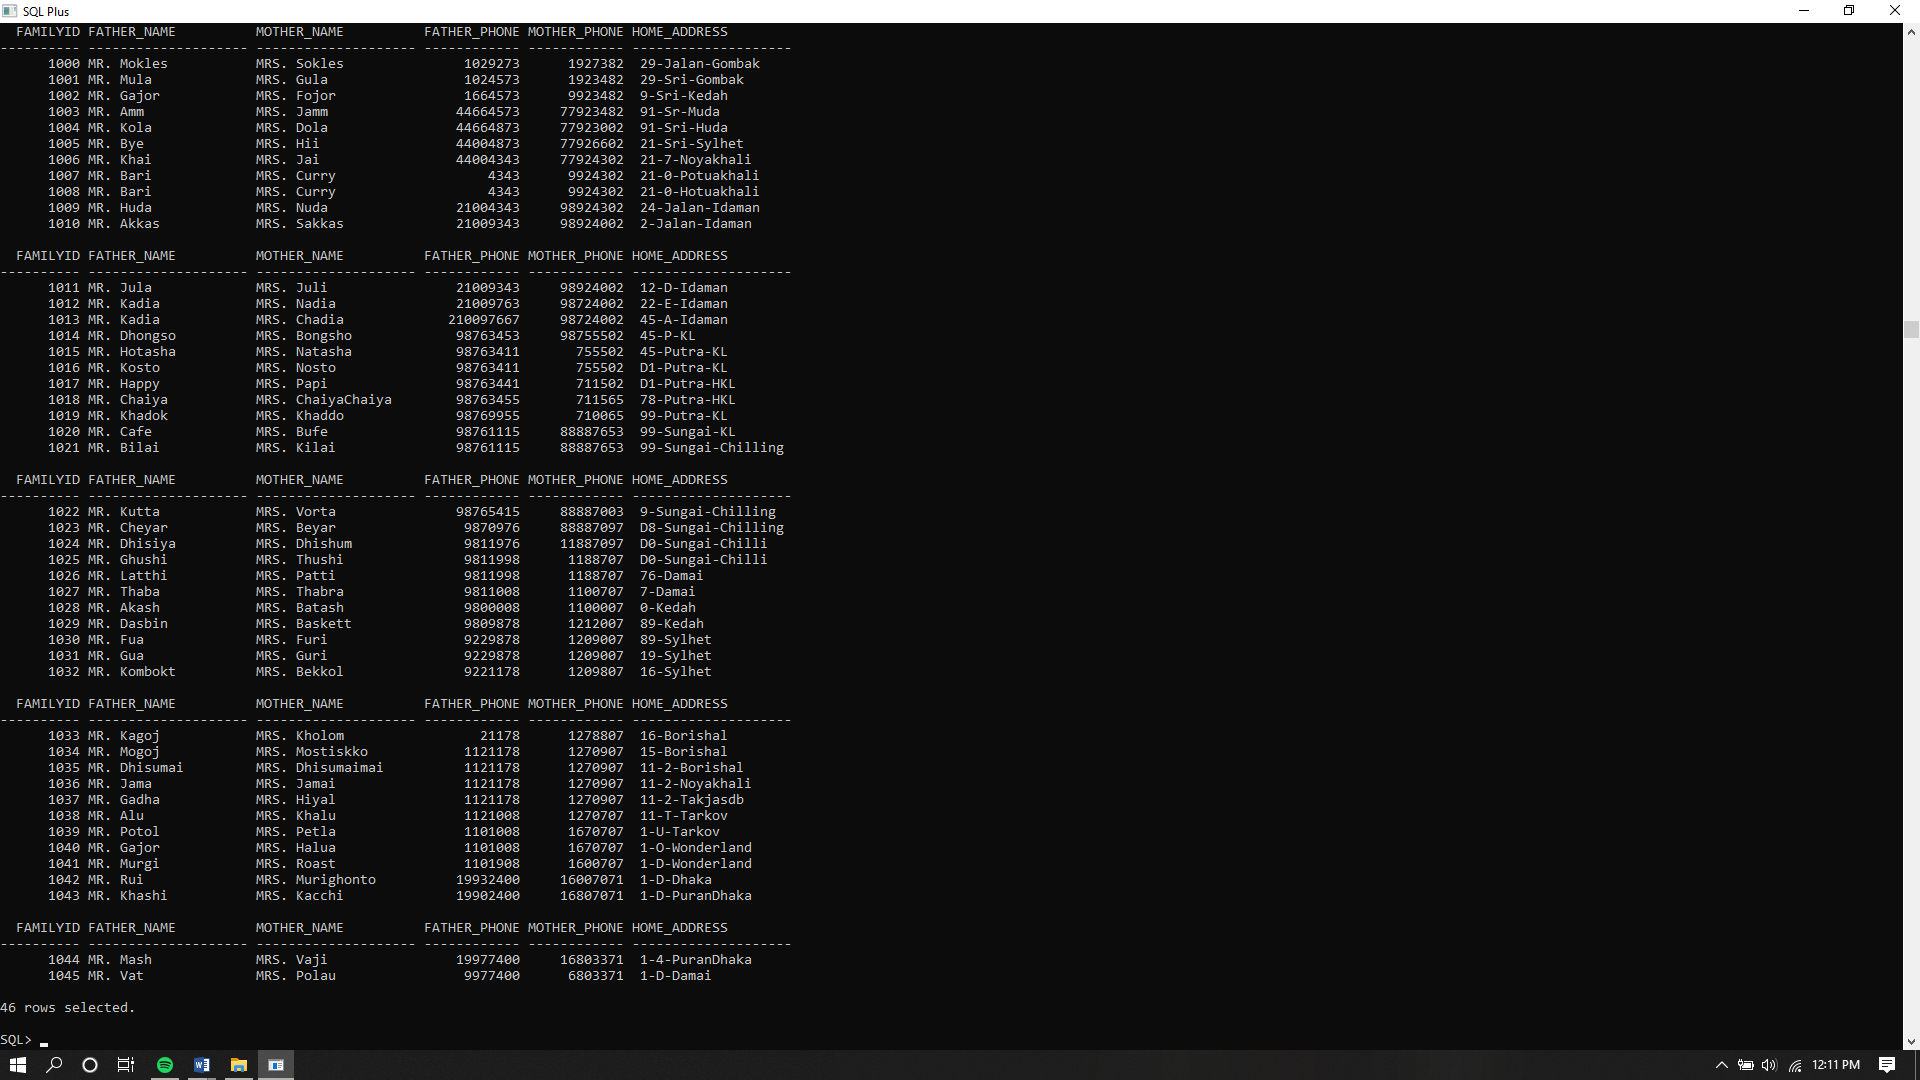 SQL Plus
FAMILYID FATHER_NAME MOTHER_NAME FATHER_PHONE MOTHER_PHONE HOME_ADDRESS
---------- -------------------- -------------------- ------------ ------------ --------------------
1000 MR. Mokles MRS. Sokles 1029273 1927382 29-Jalan-Gombak
1001 MR. Mula MRS. Gula 1024573 1923482 29-Sri-Gombak
1002 MR. Gajor MRS. Fojor 1664573 9923482 9-Sri-Kedah
1003 MR. Amm MRS. Jamm 44664573 77923482 91-Sr-Muda
1004 MR. Kola MRS. Dola 44664873 77923002 91-Sri-Huda
1005 MR. Bye MRS. Hii 44004873 77926602 21-Sri-Sylhet
1006 MR. Khai MRS. Jai 44004343 77924302 21-7-Noyakhali
1007 MR. Bari MRS. Curry 4343 9924302 21-0-Potuakhali
1008 MR. Bari MRS. Curry 4343 9924302 21-0-Hotuakhali
1009 MR. Huda MRS. Nuda 21004343 98924302 24-Jalan-Idaman
1010 MR. Akkas MRS. Sakkas 21009343 98924002 2-Jalan-Idaman
FAMILYID FATHER_NAME MOTHER_NAME FATHER_PHONE MOTHER_PHONE HOME_ADDRESS
---------- -------------------- -------------------- ------------ ------------ --------------------
1011 MR. Jula MRS. Juli 21009343 98924002 12-D-Idaman
1012 MR. Kadia MRS. Nadia 21009763 98724002 22-E-Idaman
1013 MR. Kadia MRS. Chadia 210097667 98724002 45-A-Idaman
1014 MR. Dhongso MRS. Bongsho 98763453 98755502 45-P-KL
1015 MR. Hotasha MRS. Natasha 98763411 755502 45-Putra-KL
1016 MR. Kosto MRS. Nosto 98763411 755502 D1-Putra-KL
1017 MR. Happy MRS. Papi 98763441 711502 D1-Putra-HKL
1018 MR. Chaiya MRS. ChaiyaChaiya 98763455 711565 78-Putra-HKL
1019 MR. Khadok MRS. Khaddo 98769955 710065 99-Putra-KL
1020 MR. Cafe MRS. Bufe 98761115 88887653 99-Sungai-KL
1021 MR. Bilai MRS. Kilai 98761115 88887653 99-Sungai-Chilling
FAMILYID FATHER_NAME MOTHER_NAME FATHER_PHONE MOTHER_PHONE HOME_ADDRESS
---------- -------------------- -------------------- ------------ ------------ --------------------
1022 MR. Kutta MRS. Vorta 98765415 88887003 9-Sungai-Chilling
1023 MR. Cheyar MRS. Beyar 9870976 88887097 D8-Sungai-Chilling
1024 MR. Dhisiya MRS. Dhishum 9811976 11887097 D0-Sungai-Chilli
1025 MR. Ghushi MRS. Thushi 9811998 1188707 D0-Sungai-Chilli
1026 MR. Latthi MRS. Patti 9811998 1188707 76-Damai
1027 MR. Thaba MRS. Thabra 9811008 1100707 7-Damai
1028 MR. Akash MRS. Batash 9800008 1100007 0-Kedah
1029 MR. Dasbin MRS. Baskett 9809878 1212007 89-Kedah
1030 MR. Fua MRS. Furi 9229878 1209007 89-Sylhet
1031 MR. Gua MRS. Guri 9229878 1209007 19-Sylhet
1032 MR. Kombokt MRS. Bekkol 9221178 1209807 16-Sylhet
FAMILYID FATHER_NAME MOTHER_NAME FATHER_PHONE MOTHER_PHONE HOME_ADDRESS
---------- -------------------- -------------------- ------------ ------------ --------------------
1033 MR. Kagoj MRS. Kholom 21178 1278807 16-Borishal
1034 MR. Mogoj MRS. Mostiskko 1121178 1270907 15-Borishal
1035 MR. Dhisumai MRS. Dhisumaimai 1121178 1270907 11-2-Borishal
1036 MR. Jama MRS. Jamai 1121178 1270907 11-2-Noyakhali
1037 MR. Gadha MRS. Hiyal 1121178 1270907 11-2-Takjasdb
1038 MR. Alu MRS. Khalu 1121008 1270707 11-T-Tarkov
1039 MR. Potol MRS. Petla 1101008 1670707 1-U-Tarkov
1040 MR. Gajor MRS. Halua 1101008 1670707 1-O-Wonderland
1041 MR. Murgi MRS. Roast 1101908 1600707 1-D-Wonderland
1042 MR. Rui MRS. Murighonto 19932400 16007071 1-D-Dhaka
1043 MR. Khashi MRS. Kacchi 19902400 16807071 1-D-PuranDhaka
FAMILYID FATHER_NAME MOTHER_NAME FATHER_PHONE MOTHER_PHONE HOME_ADDRESS
---------- -------------------- -------------------- ------------ ------------ --------------------
1044 MR. Mash MRS. Vaji 19977400 16803371 1-4-PuranDhaka
1045 MR. Vat MRS. Polau 9977400 6803371 1-D-Damai
46 rows selected.
SQL>
12:11 PM